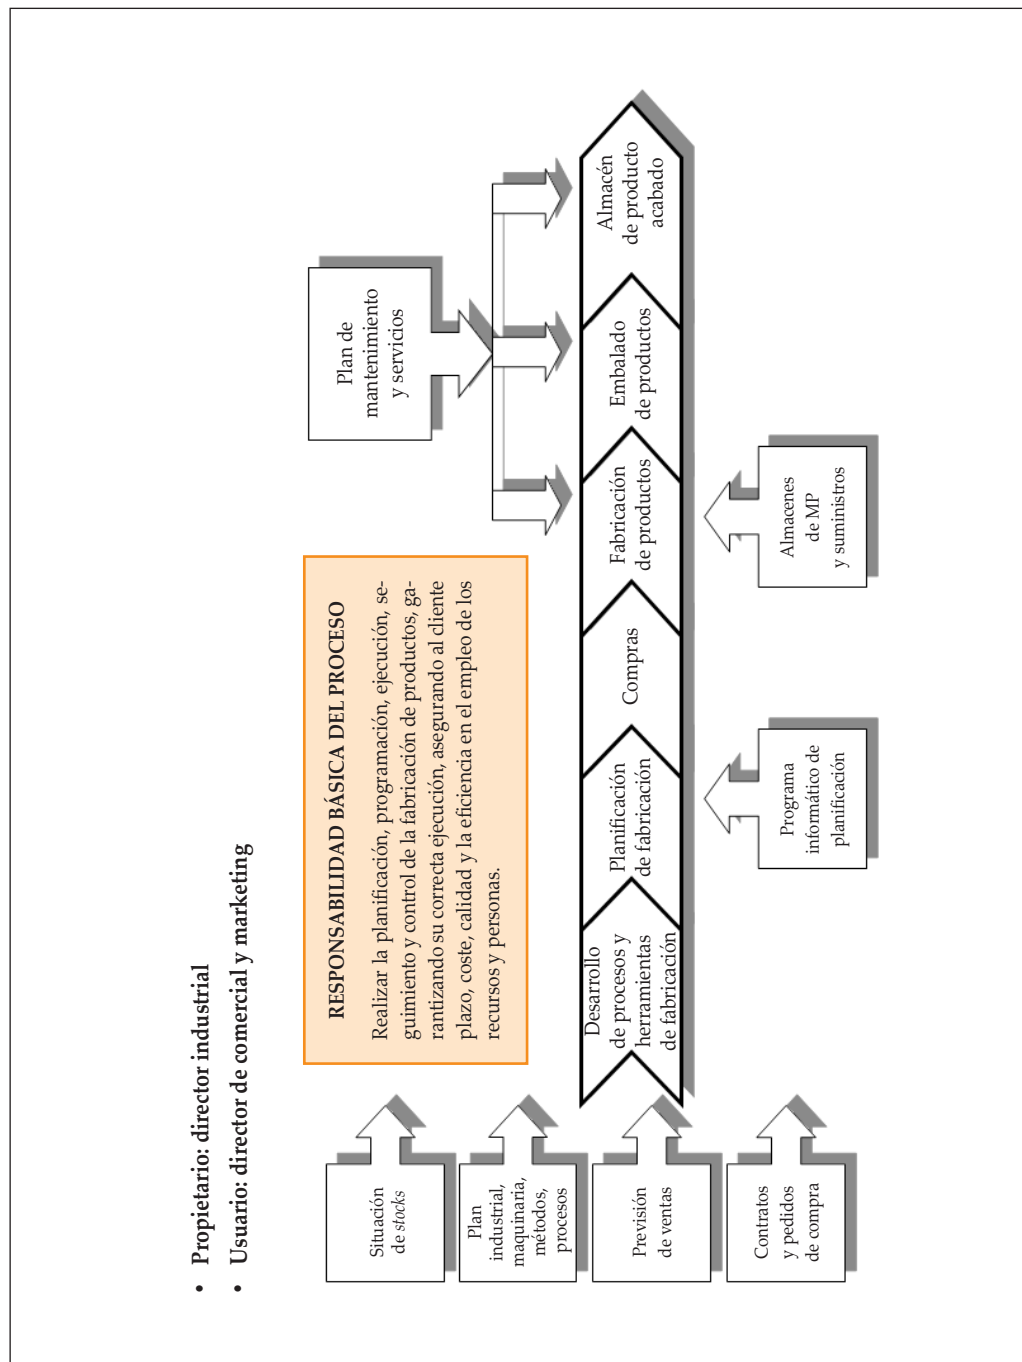 • Propietario: director industrial
• Usuario: director de comercial y marketing
RESPONSABILIDAD BÁSICA DEL PROCESO
Realizar la planificación, programación, ejecución, se-
guimiento y control de la fabricación de productos, ga-
rantizando su correcta ejecución, asegurando al cliente
plazo, coste, calidad y la eficiencia en el empleo de los
recursos y personas.
Plan de
mantenimiento
y servicios
Situación
de stocks
Plan
industrial,
maquinaria,
métodos,
procesos
Previsión
de ventas
Contratos
y pedidos
de compra
Desarrollo
de procesos y
herramientas
de fabricación
Planificación
de fabricación
Compras
Fabricación
de productos
Embalado
de productos
Almacén
de producto
acabado
Programa
informático de
planificación
Almacenes
de MP
y suministros